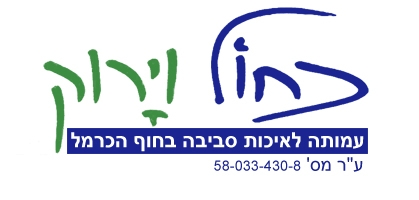 כחול וירוק
עמותה לאיכות סביבה בחוף הכרמל
ע"ר מס' 58-033-430-8